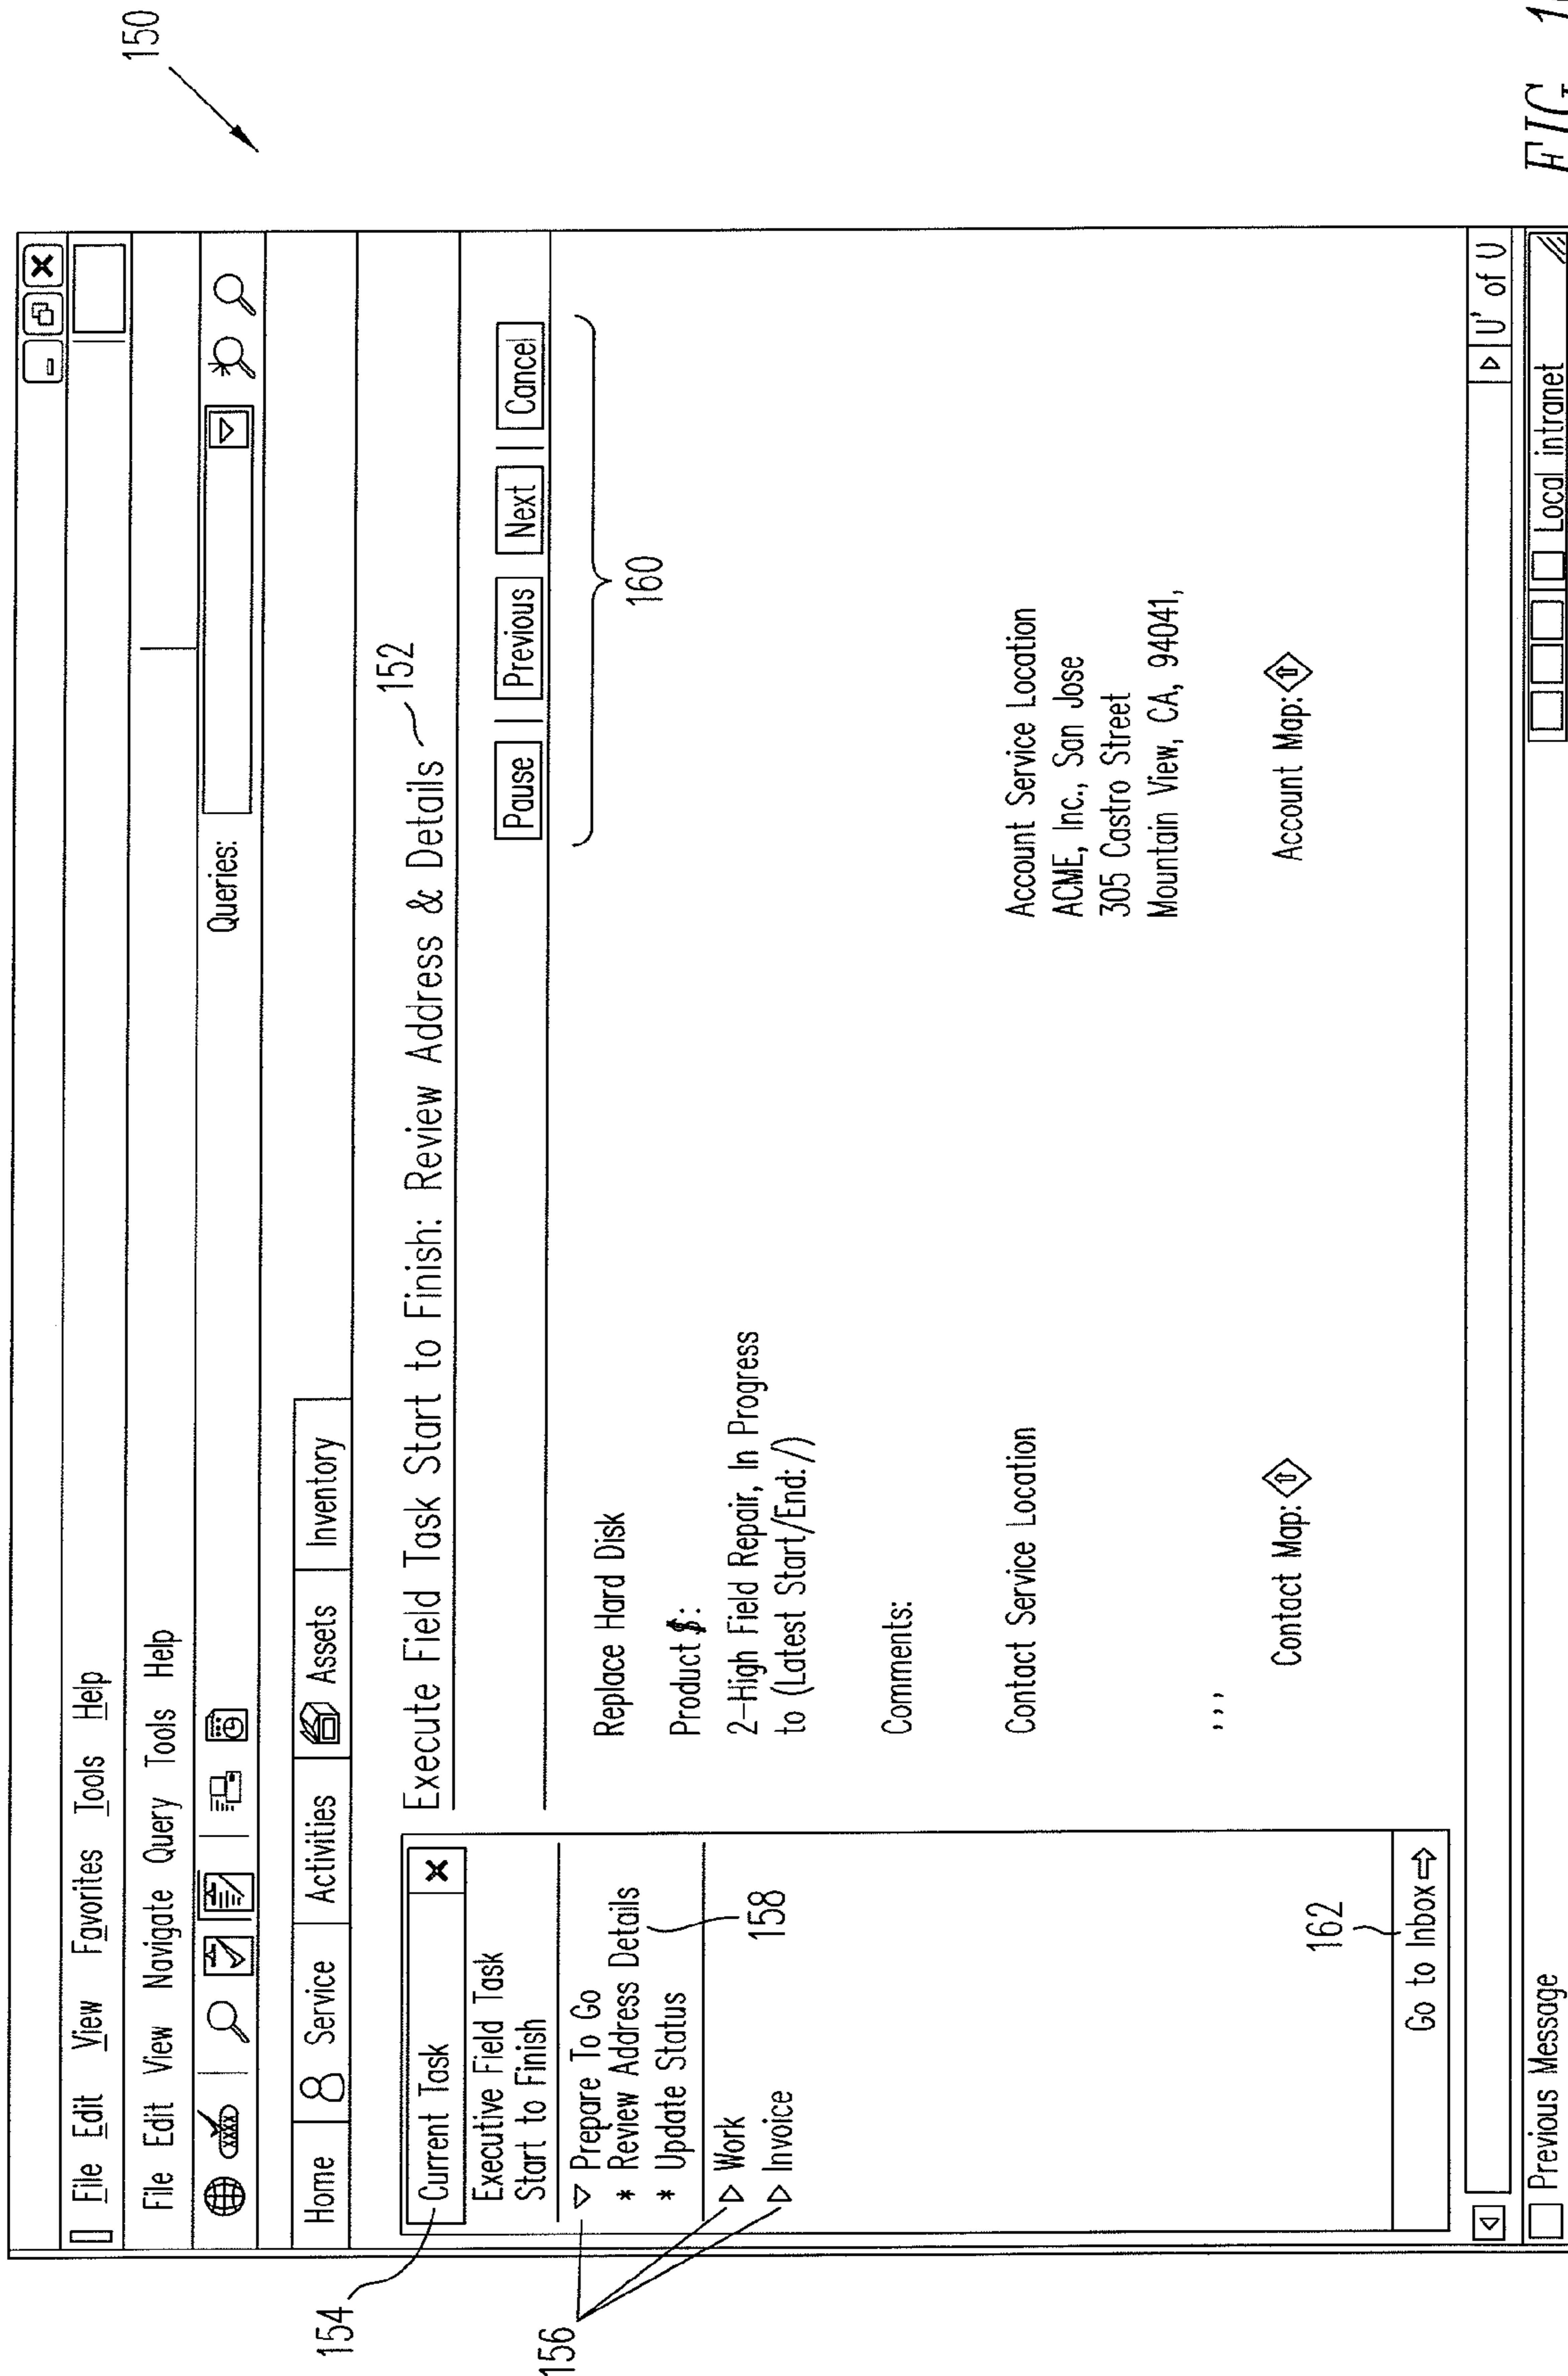 150
File Edit View Favorites Tools Help
File Edit View Navigate Query Tools Help
Queries:
Home Service Activities Assets Inventory
154
Current Task
Executive Field Task
Start to Finish
156
Prepare To Go
* Review Address Details
* Update Status
158
Work
Invoice
162
Go to Inbox
Execute Field Task Start to Finish: Review Address & Details
152
Pause | Previous Next | Cancel
160
Replace Hard Disk
Product $:
2-High Field Repair, In Progress
to (Latest Start/End: /)
Comments:
Contact Service Location
, , ,
Contact Map:
Account Service Location
ACME, Inc., San Jose
305 Castro Street
Mountain View, CA, 94041,
Account Map:
of
Previous Message
Local intranet
FIG.